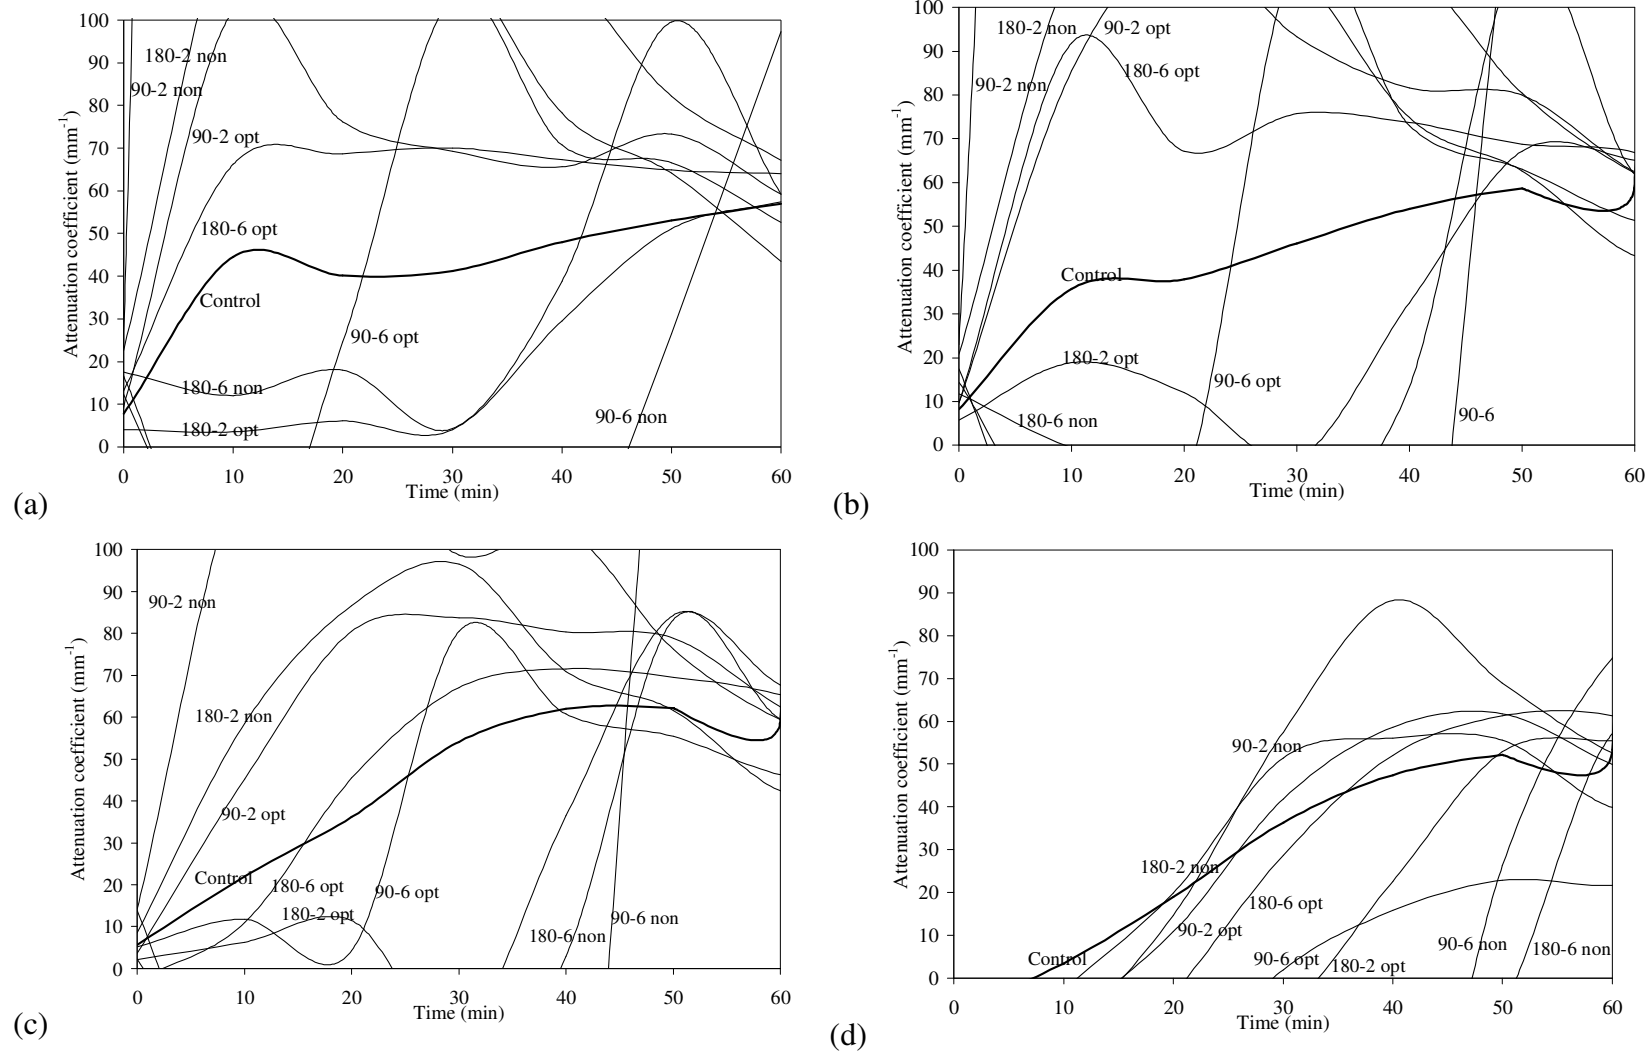 100
90
80
70
60
50
40
30
20
10
0
Attenuation coefficient (mm⁻¹)
180-2 non
90-2 non
90-2 opt
180-6 opt
Control
90-6 opt
180-6 non
90-6 non
180-2 opt
0 10 20 30 40 50 60
Time (min)
(a)
100
90
80
70
60
50
40
30
20
10
0
Attenuation coefficient (mm⁻¹)
180-2 non
90-2 opt
180-6 opt
90-2 non
Control
180-2 opt
90-6 opt
180-6 non
90-6
0 10 20 30 40 50 60
Time (min)
(b)
100
90
80
70
60
50
40
30
20
10
0
Attenuation coefficient (mm⁻¹)
90-2 non
180-2 non
90-2 opt
Control
180-6 opt
90-6 opt
180-2 opt
90-6 non
180-6 non
0 10 20 30 40 50 60
Time (min)
(c)
100
90
80
70
60
50
40
30
20
10
0
Attenuation coefficient (mm⁻¹)
90-2 non
180-2 non
180-6 opt
90-2 opt
90-6 non
180-6 non
Control
90-6 opt
180-2 opt
0 10 20 30 40 50 60
Time (min)
(d)